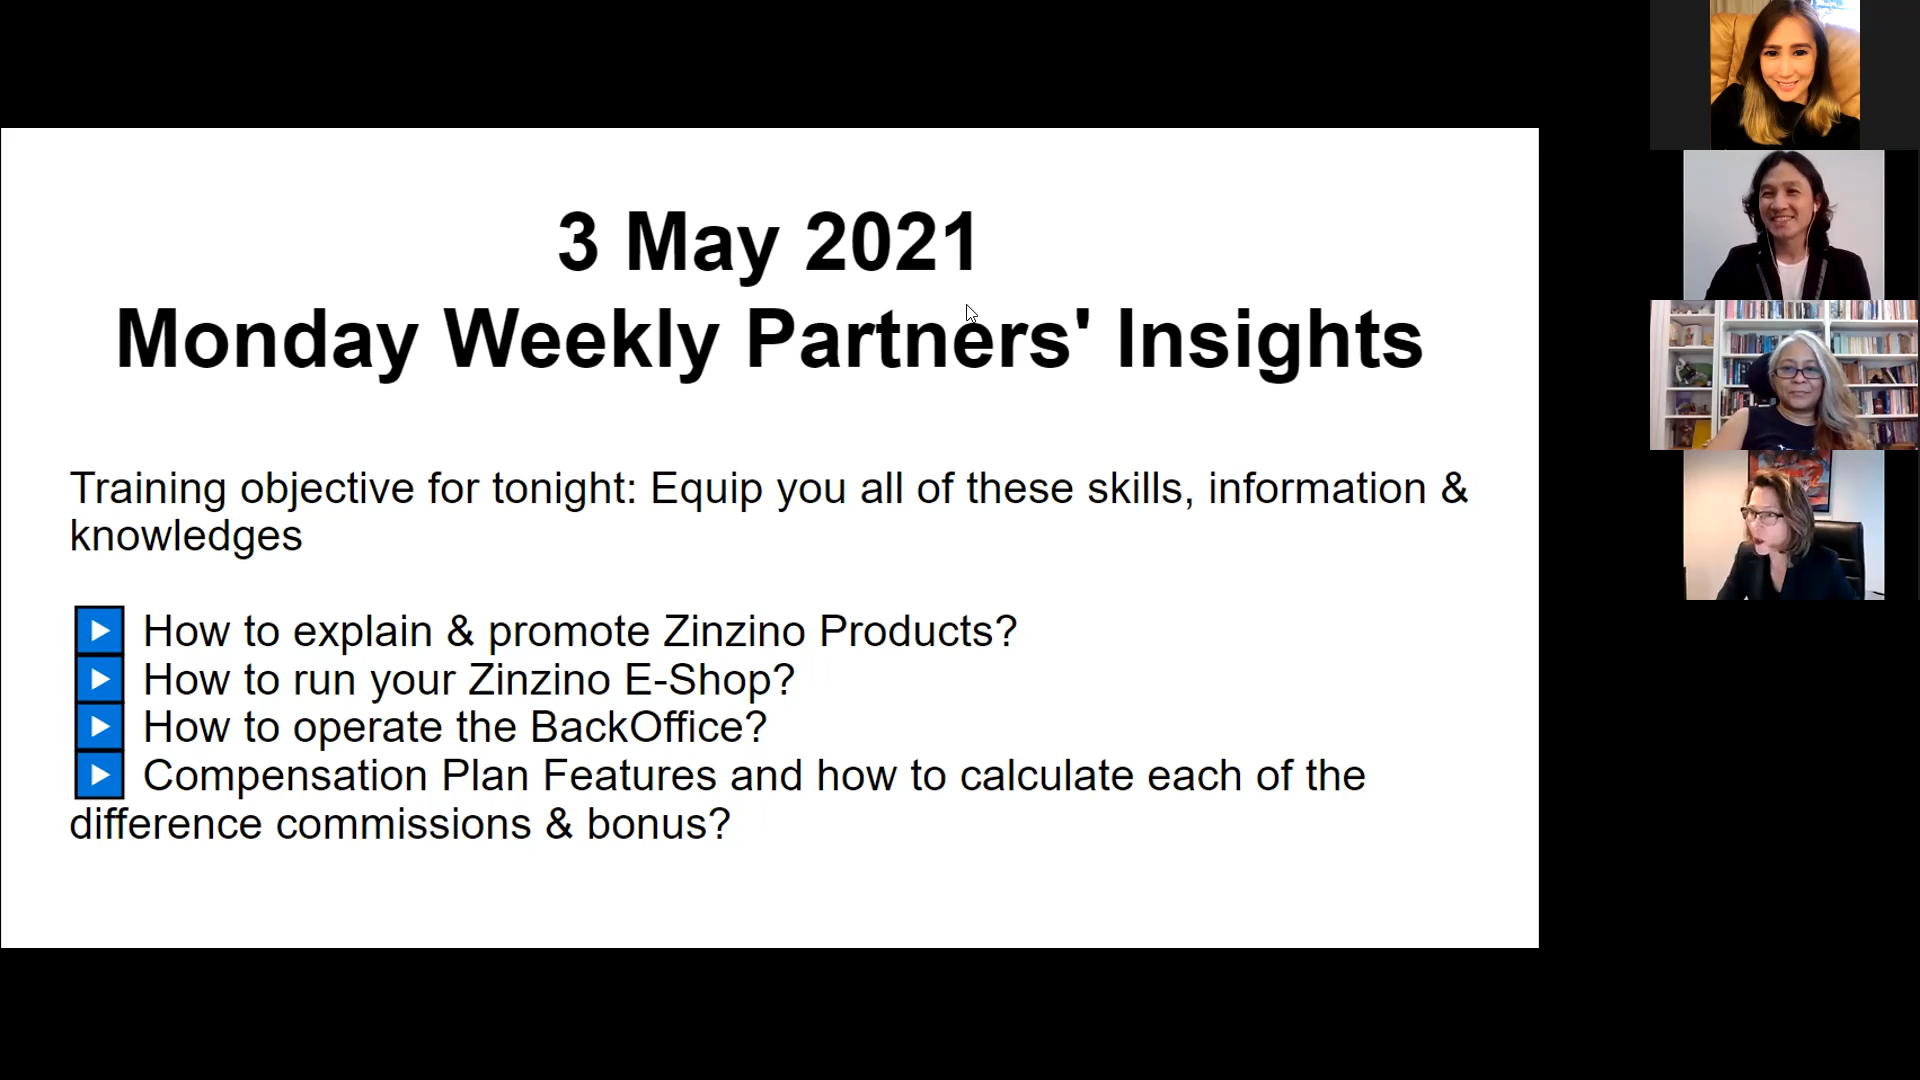 3 May 2021
Monday Weekly Partners' Insights
Training objective for tonight: Equip you all of these skills, information &
knowledges
How to explain & promote Zinzino Products?
How to run your Zinzino E-Shop?
How to operate the BackOffice?
Compensation Plan Features and how to calculate each of the
difference commissions & bonus?